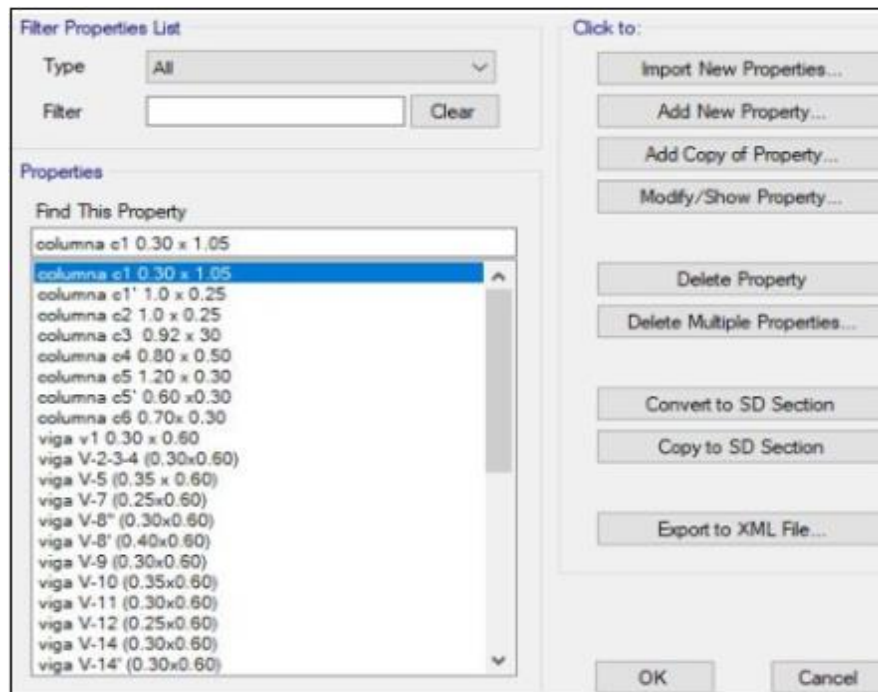 Filter Properties List
Type All
Filter Clear
Properties
Find This Property
columna c1 0.30 x 1.05
columna c1 0.30 x 1.05
columna c1' 1.0 x 0.25
columna c2 1.0 x 0.25
columna c3 0.92 x 30
columna c4 0.80 x 0.50
columna c5 1.20 x 0.30
columna c5' 0.60 x0.30
columna c6 0.70x 0.30
viga v1 0.30 x 0.60
viga V-2-3-4 (0.30x0.60)
viga V-5 (0.35 x 0.60)
viga V-7 (0.25x0.60)
viga V-8" (0.30x0.60)
viga V-8' (0.40x0.60)
viga V-9 (0.30x0.60)
viga V-10 (0.35x0.60)
viga V-11 (0.30x0.60)
viga V-12 (0.25x0.60)
viga V-14 (0.30x0.60)
viga V-14' (0.30x0.60)
Click to:
Import New Properties...
Add New Property...
Add Copy of Property...
Modify/Show Property...
Delete Property
Delete Multiple Properties...
Convert to SD Section
Copy to SD Section
Export to XML File...
OK Cancel